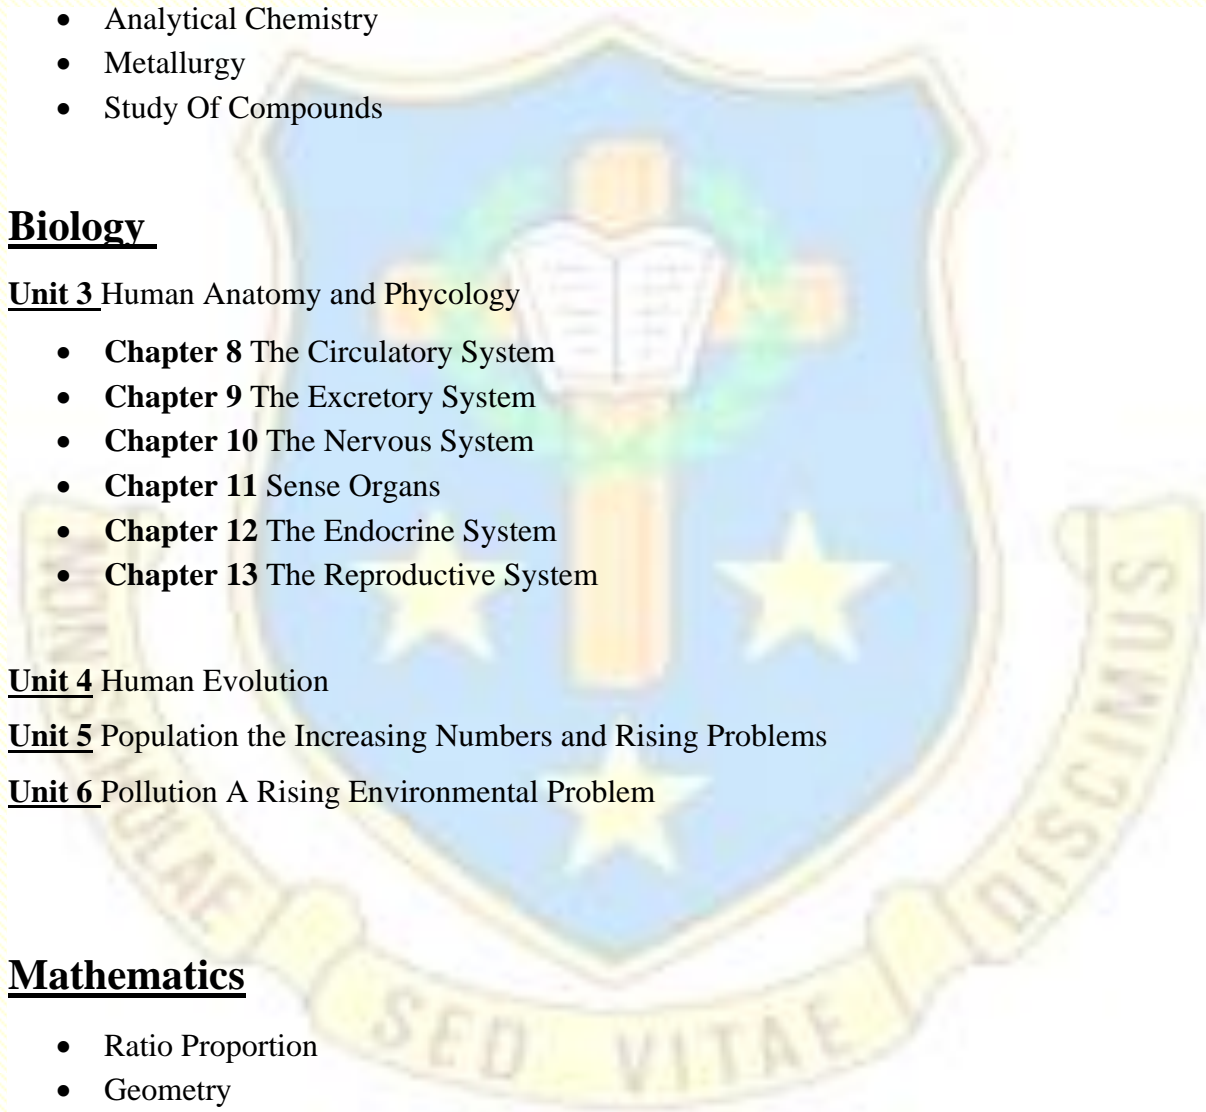 • Analytical Chemistry
• Metallurgy
• Study Of Compounds
Biology
Unit 3 Human Anatomy and Phycology
• Chapter 8 The Circulatory System
• Chapter 9 The Excretory System
• Chapter 10 The Nervous System
• Chapter 11 Sense Organs
• Chapter 12 The Endocrine System
• Chapter 13 The Reproductive System
Unit 4 Human Evolution
Unit 5 Population the Increasing Numbers and Rising Problems
Unit 6 Pollution A Rising Environmental Problem
Mathematics
• Ratio Proportion
• Geometry
NON SCHOLAE SED VITAE DISCIMUS